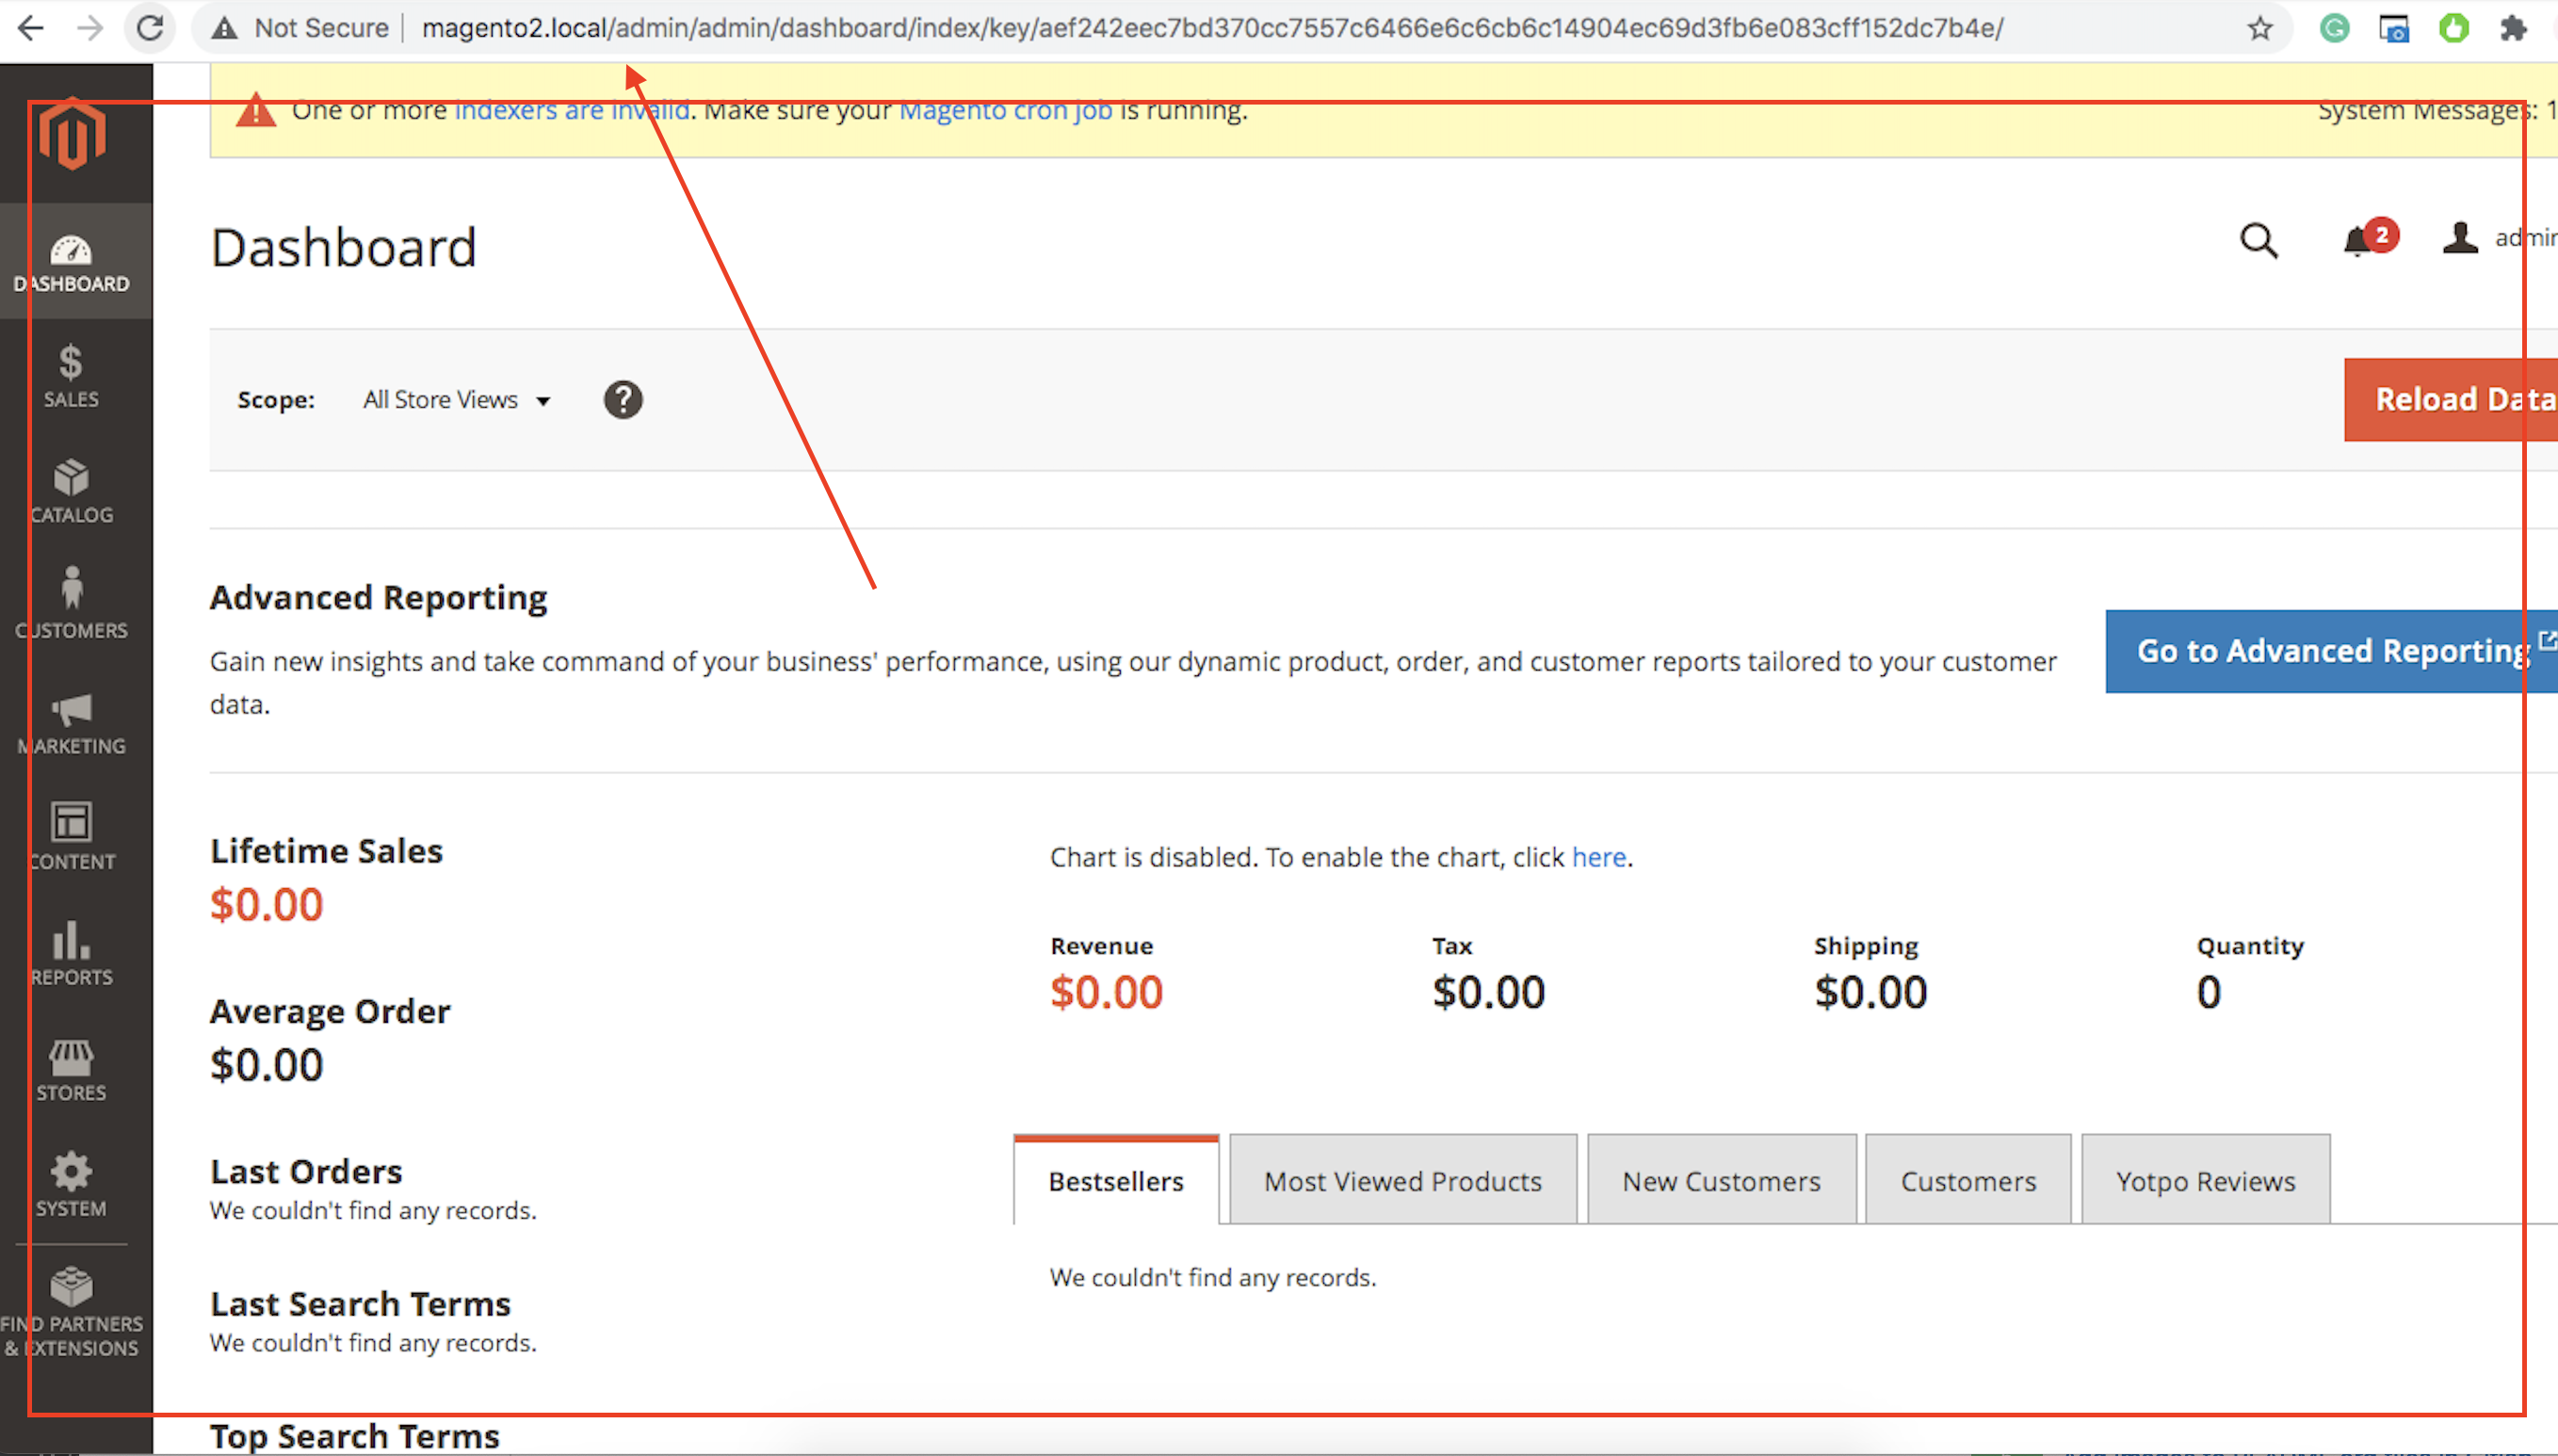 Not Secure
magento2.local/admin/admin/dashboard/index/key/aef242eec7bd370cc7557c6466e6c6cb6c14904ec69d3fb6e083cff152dc7b4e/
One or more indexers are invalid. Make sure your Magento cron job is running.
System Messages: 1
Dashboard
2
admin
Scope: All Store Views
?
Reload Data
DASHBOARD
SALES
CATALOG
CUSTOMERS
MARKETING
CONTENT
REPORTS
STORES
SYSTEM
FIND PARTNERS
& EXTENSIONS
Advanced Reporting
Gain new insights and take command of your business' performance, using our dynamic product, order, and customer reports tailored to your customer
data.
Go to Advanced Reporting
Lifetime Sales
$0.00
Average Order
$0.00
Last Orders
We couldn't find any records.
Last Search Terms
We couldn't find any records.
Top Search Terms
Chart is disabled. To enable the chart, click here.
Revenue Tax Shipping Quantity
$0.00 $0.00 $0.00 0
Bestsellers Most Viewed Products New Customers Customers Yotpo Reviews
We couldn't find any records.